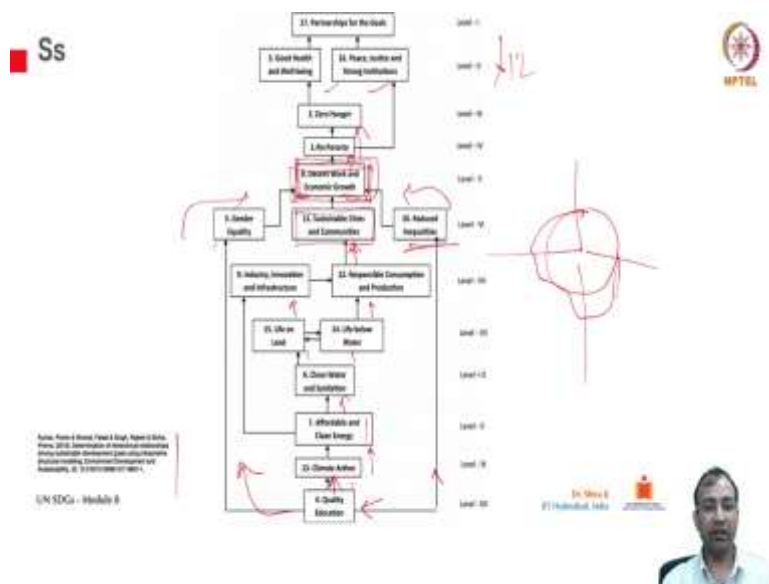 Ss
17. Partnerships for the Goals
Level - I
3. Good Health
and Well-being
16. Peace, Justice and
Strong Institutions
Level - II
12
NPTEL
2. Zero Hunger
Level - III
1. No Poverty
Level - IV
8. Decent Work and
Economic Growth
Level - V
5. Gender
Equality
11. Sustainable Cities
and Communities
10. Reduced
Inequalities
Level - VI
9. Industry, Innovation
and Infrastructure
12. Responsible Consumption
and Production
Level - VII
15. Life on
Land
14. Life below
Water
Level - VIII
6. Clean Water
and Sanitation
Level - IX
7. Affordable and
Clean Energy
Level - X
13. Climate Action
Level - XI
4. Quality
Education
Level - XII
UN SDGs - Module 8
Dr. Shiva
IIT Hyderabad, India